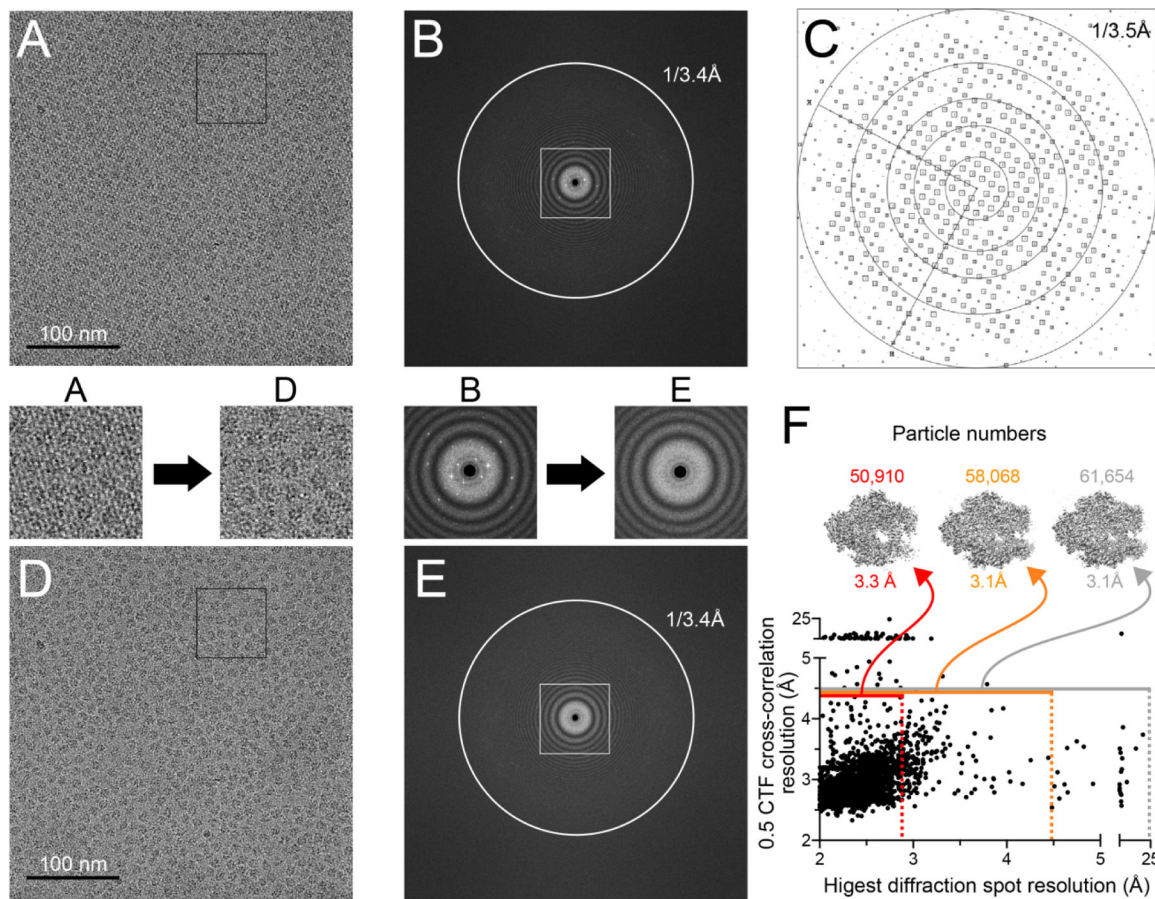 A
100 nm
B
1/3.4Å
C
1/3.5Å
A
D
B
E
D
100 nm
E
1/3.4Å
F
Particle numbers
50,910
58,068
61,654
3.3 Å
3.1Å
3.1Å
0.5 CTF cross-correlation
resolution (Å)
25
5
4
3
2
2
3
4
5
25
Higest diffraction spot resolution (Å)